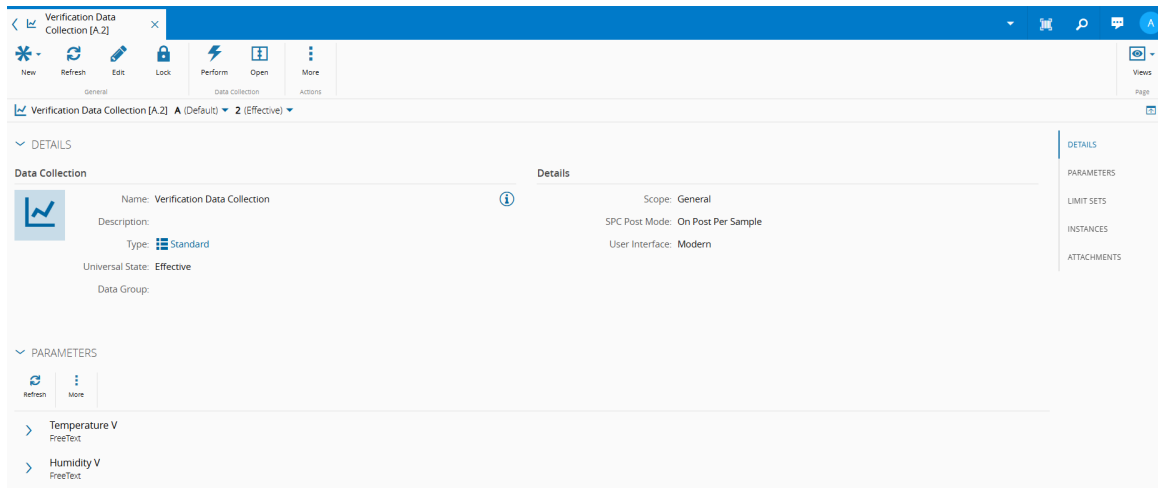 Verification Data
Collection [A.2]
A
New
Refresh
Edit
Lock
Perform
Open
More
Views
General
Data Collection
Actions
Page
Verification Data Collection [A.2] A (Default) 2 (Effective)
DETAILS
Data Collection
Name: Verification Data Collection
Description:
Type: Standard
Universal State: Effective
Data Group:
Details
Scope: General
SPC Post Mode: On Post Per Sample
User Interface: Modern
DETAILS
PARAMETERS
LIMIT SETS
INSTANCES
ATTACHMENTS
PARAMETERS
Refresh
More
Temperature V
FreeText
Humidity V
FreeText